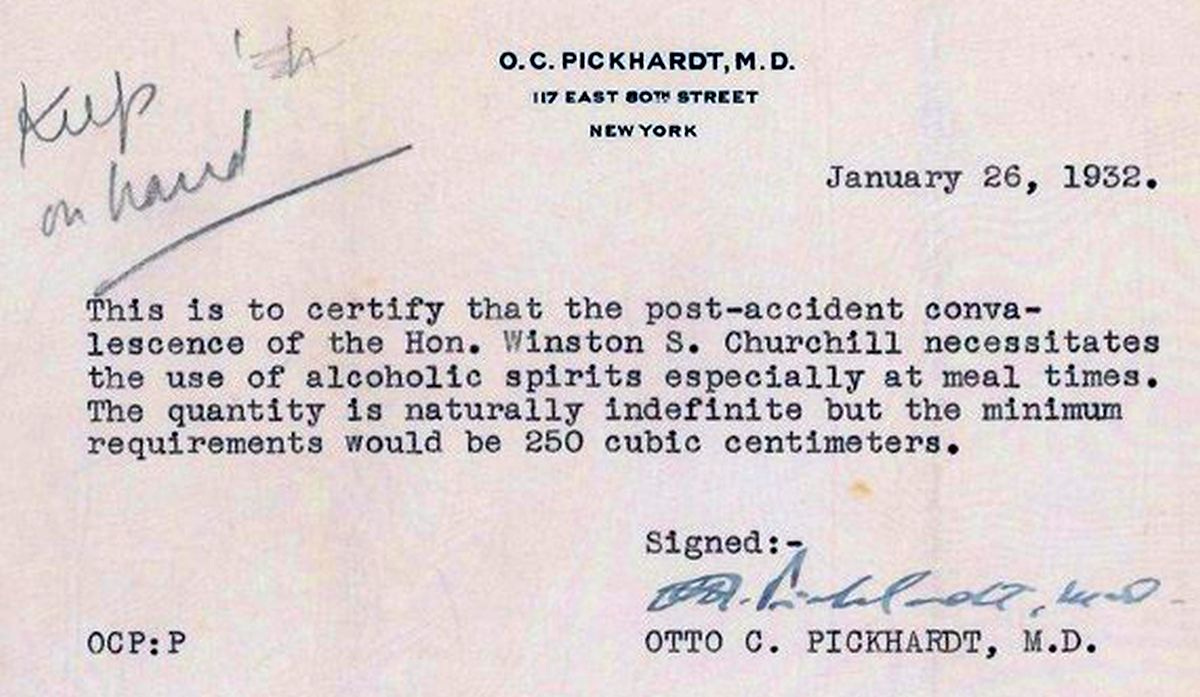 O.C. PICKHARDT, M.D.
117 EAST 80TH STREET
NEW YORK
Keep
on hand
January 26, 1932.
This is to certify that the post-accident conva-
lescence of the Hon. Winston S. Churchill necessitates
the use of alcoholic spirits especially at meal times.
The quantity is naturally indefinite but the minimum
requirements would be 250 cubic centimeters.
Signed:-
Pickhardt, M.D.
OCP:P
OTTO C. PICKHARDT, M.D.